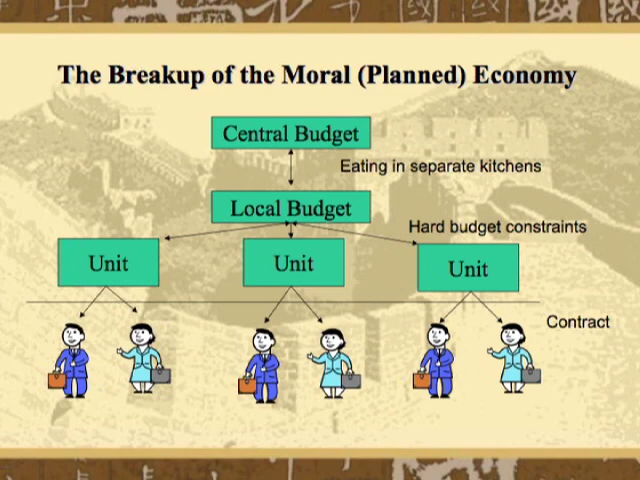 The Breakup of the Moral (Planned) Economy
Central Budget
Eating in separate kitchens
Local Budget
Hard budget constraints
Unit
Unit
Unit
Contract